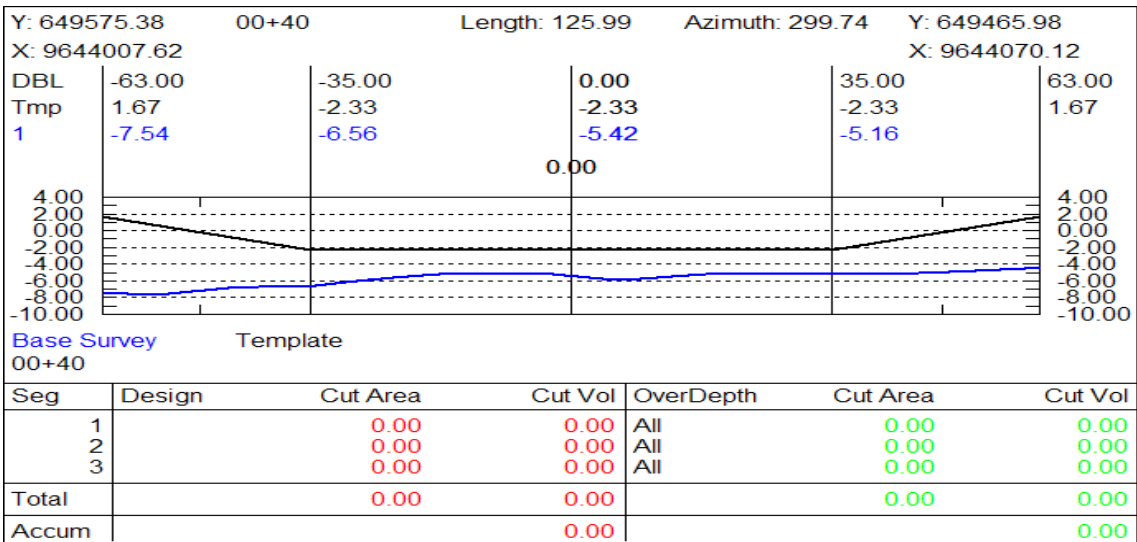 Y: 649575.38 00+40 Length: 125.99 Azimuth: 299.74 Y: 649465.98
X: 9644007.62 X: 9644070.12
DBL -63.00 -35.00 0.00 35.00 63.00
Tmp 1.67 -2.33 -2.33 -2.33 1.67
1 -7.54 -6.56 -5.42 -5.16
0.00
4.00 4.00
2.00 2.00
0.00 0.00
-2.00 -2.00
-4.00 -4.00
-6.00 -6.00
-8.00 -8.00
-10.00 -10.00
Base Survey Template
00+40
Seg Design Cut Area Cut Vol OverDepth Cut Area Cut Vol
1 0.00 0.00 All 0.00 0.00
2 0.00 0.00 All 0.00 0.00
3 0.00 0.00 All 0.00 0.00
Total 0.00 0.00 0.00 0.00
Accum 0.00 0.00